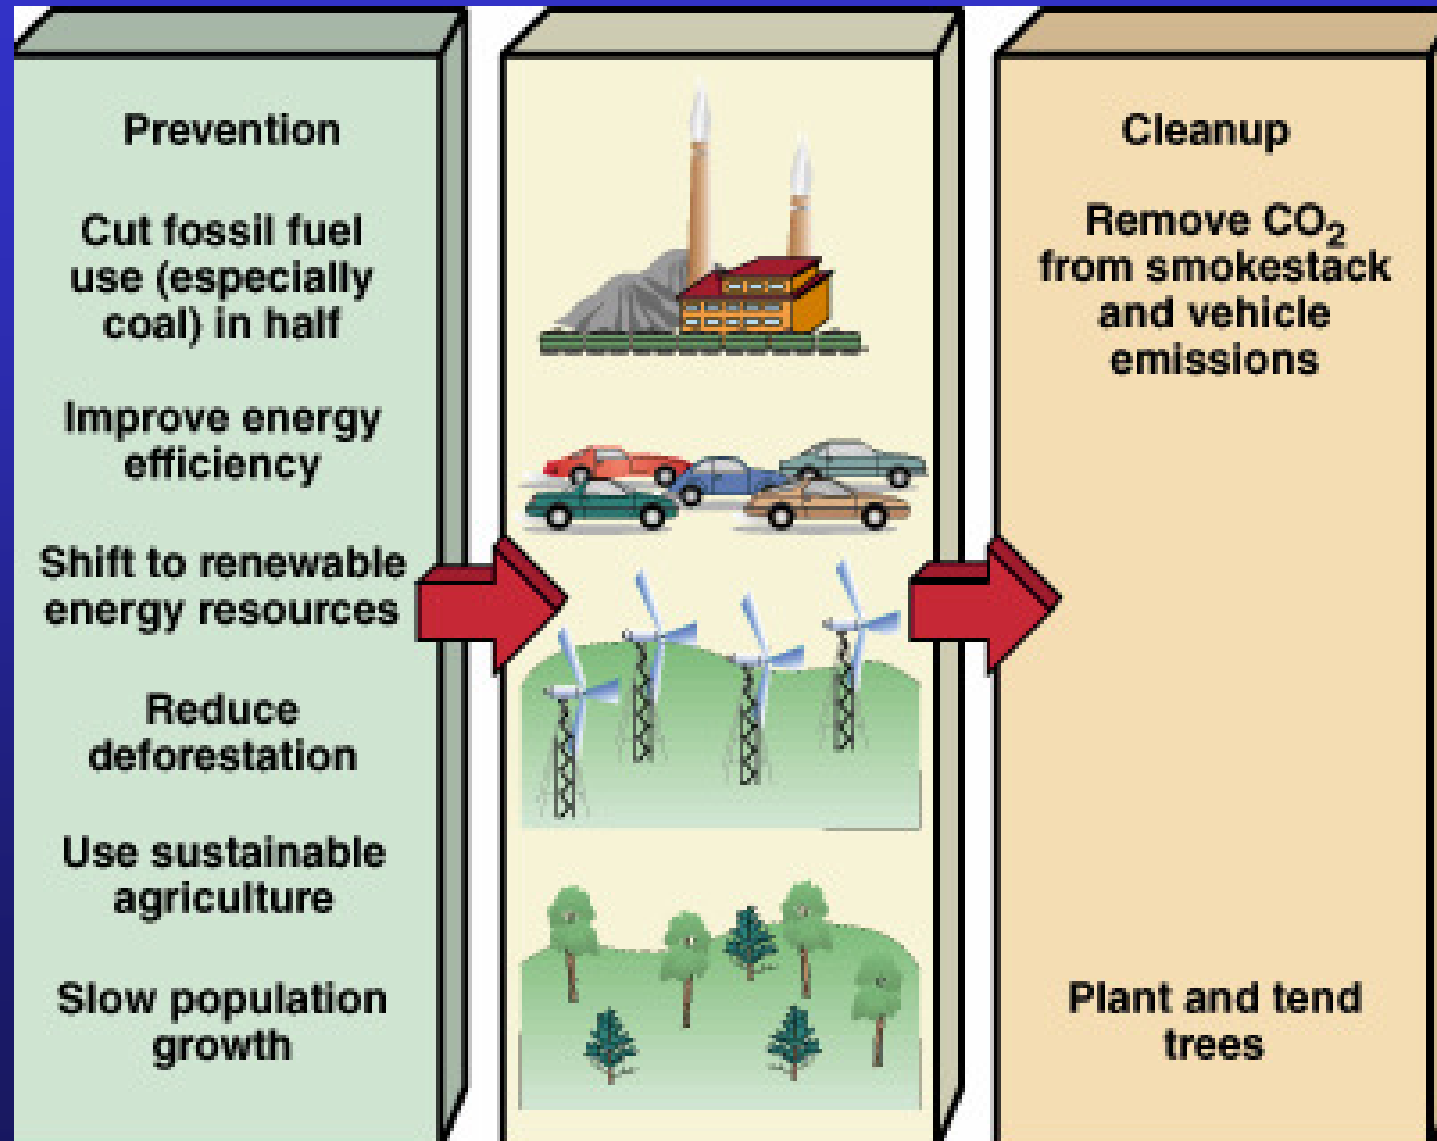 Prevention
Cut fossil fuel
use (especially
coal) in half
Improve energy
efficiency
Shift to renewable
energy resources
Reduce
deforestation
Use sustainable
agriculture
Slow population
growth
Cleanup
Remove CO₂
from smokestack
and vehicle
emissions
Plant and tend
trees